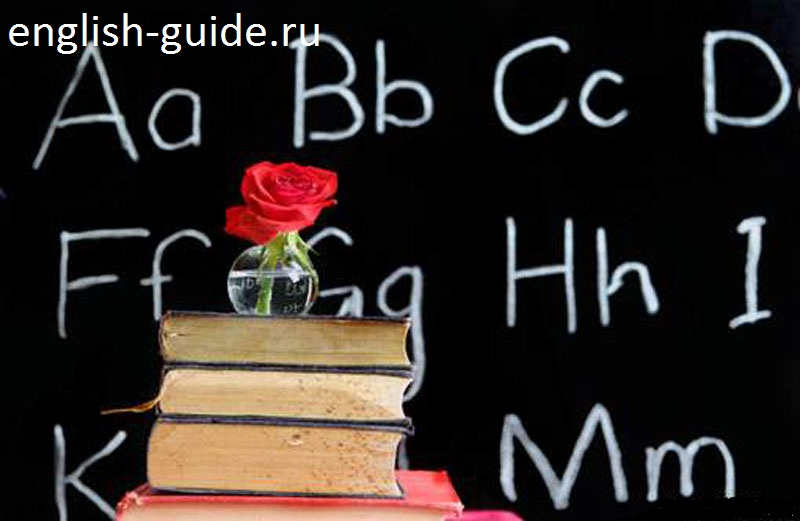 english-guide.ru
Aa Bb Cc D
Ff Gg Hh I
K Mm